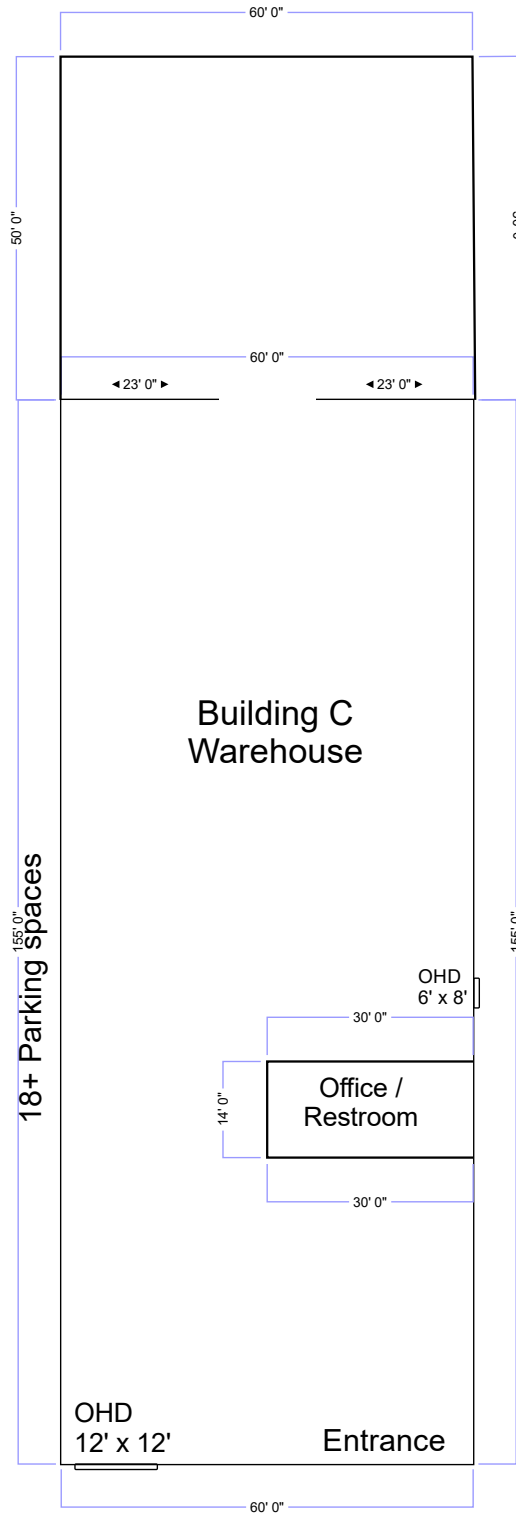 60' 0"
50' 0"
60' 0"
◄ 23' 0" ►
◄ 23' 0" ►
Building C
Warehouse
155' 0"
155' 0"
18+ Parking spaces
OHD
6' x 8'
30' 0"
14' 0"
Office /
Restroom
30' 0"
OHD
12' x 12'
Entrance
60' 0"